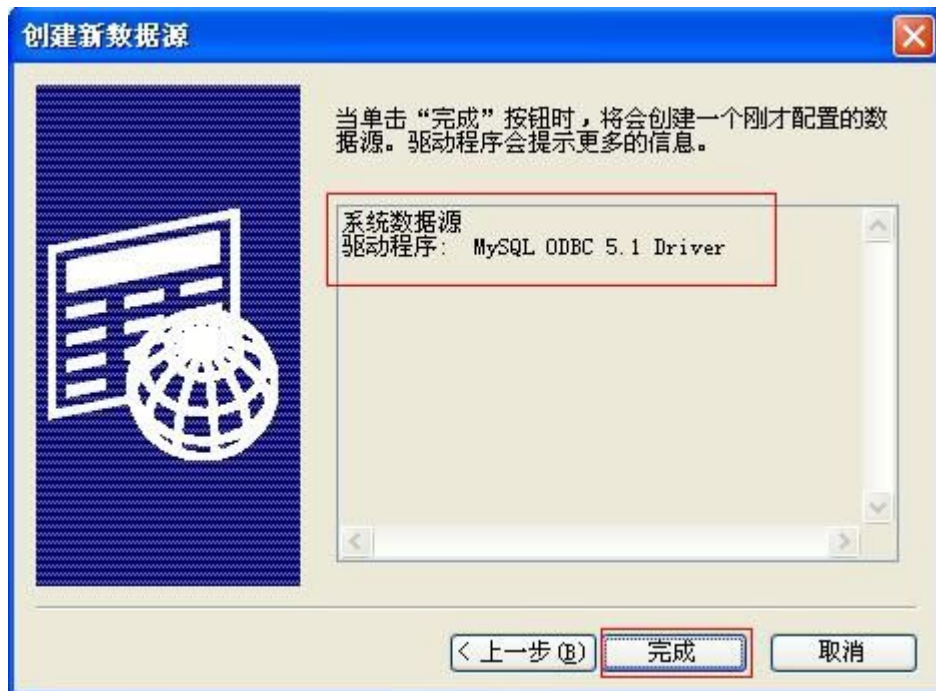 创建新数据源
当单击“完成”按钮时，将会创建一个刚才配置的数
据源。驱动程序会提示更多的信息。
系统数据源
驱动程序: MySQL ODBC 5.1 Driver
< 上一步(B)
完成
取消